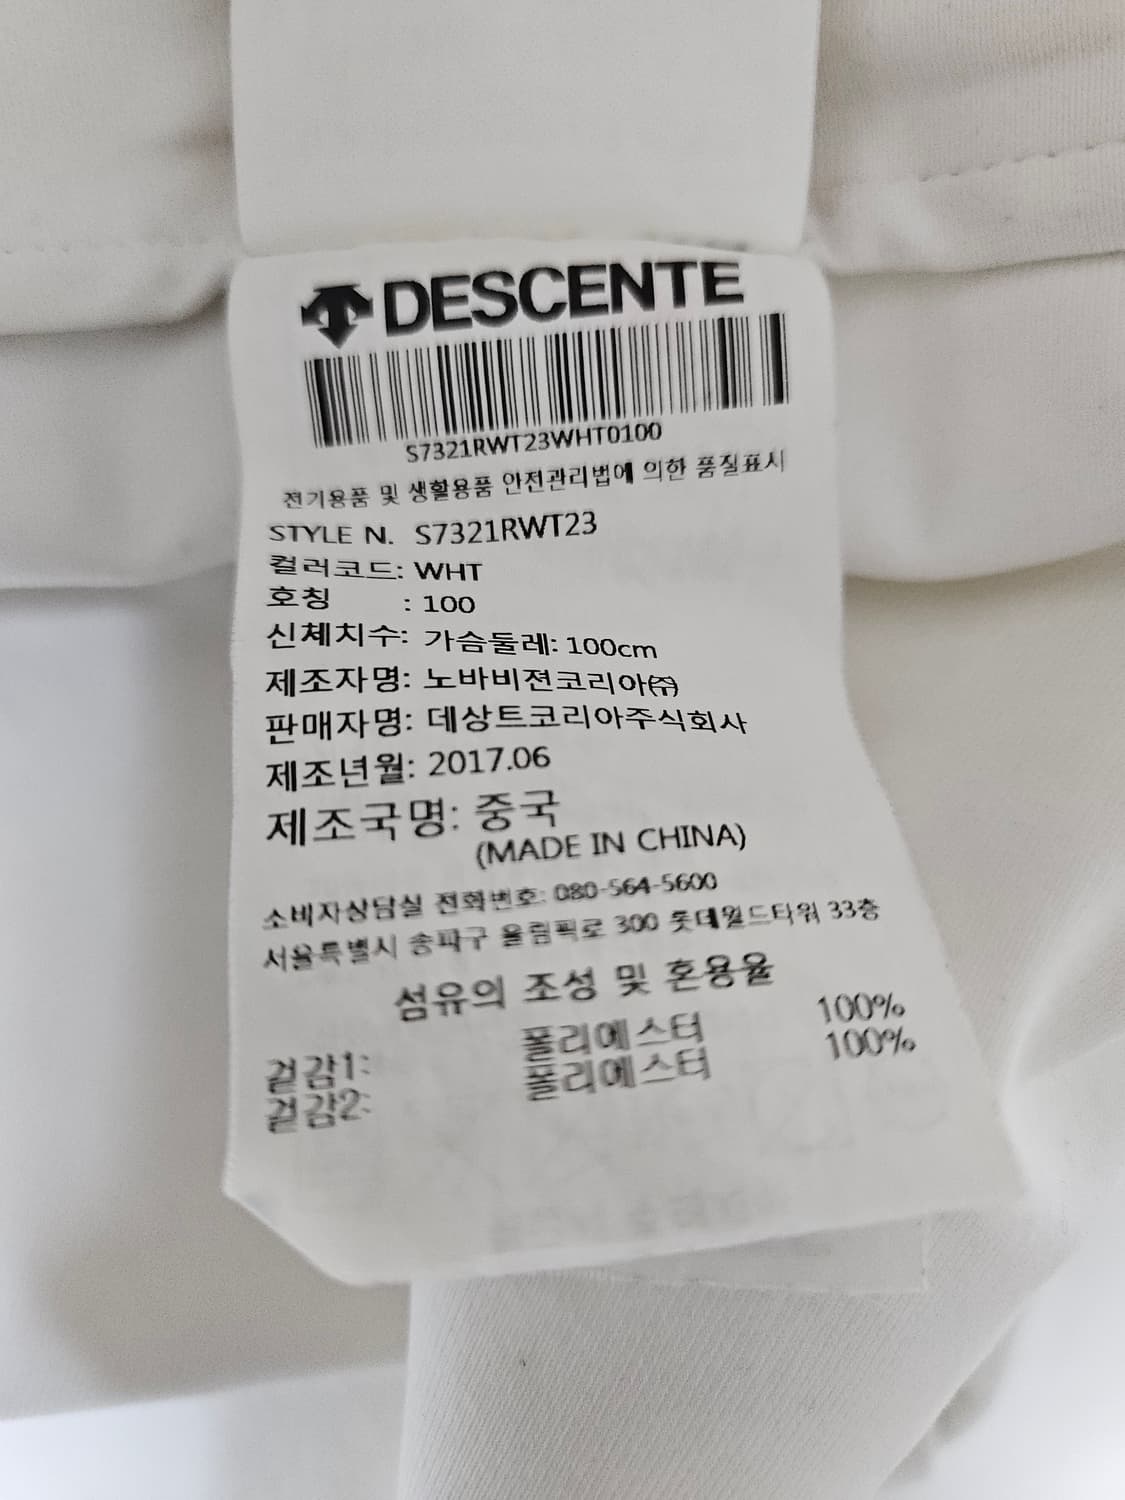 DESCENTE
S7321RWT23WHT0100
전기용품 및 생활용품 안전관리법에 의한 품질표시
STYLE N. S7321RWT23
컬러코드: WHT
호칭 : 100
신체치수: 가슴둘레: 100cm
제조자명: 노바비젼코리아㈜
판매자명: 데상트코리아주식회사
제조년월: 2017.06
제조국명: 중국
(MADE IN CHINA)
소비자상담실 전화번호: 080-564-5600
서울특별시 송파구 올림픽로 300 롯데월드타워 33층
섬유의 조성 및 혼용율
겉감1: 폴리에스터 100%
겉감2: 폴리에스터 100%